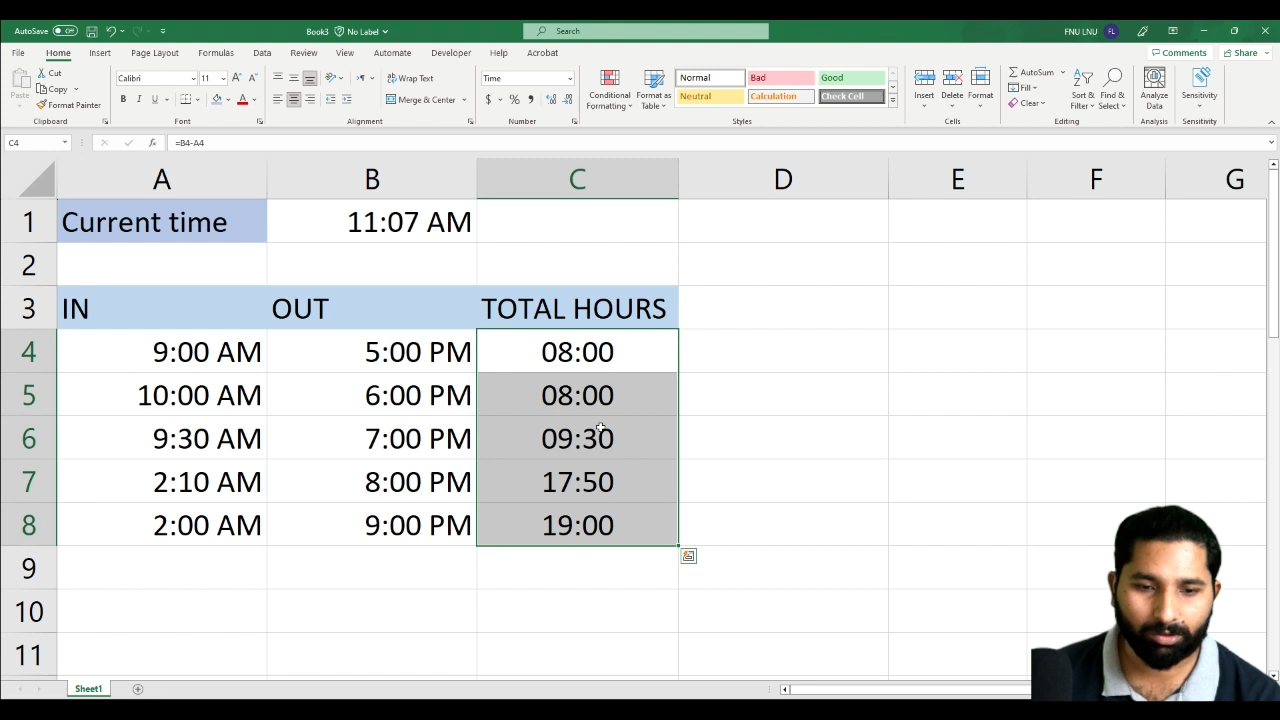 AutoSave Off Book3 No Label Search FNU LNU FL
File Home Insert Page Layout Formulas Data Review View Automate Developer Help Acrobat Comments Share
Paste Cut Copy Format Painter Clipboard
Calibri 11 A A B I U A Font
ab Wrap Text Merge & Center Alignment
Time $ % , Number
Conditional Formatting Format as Table Normal Bad Good Neutral Calculation Check Cell Styles
Insert Delete Format Cells
AutoSum Fill Clear Sort & Filter Find & Select Editing
Analyze Data Analysis
Sensitivity Sensitivity
C4 fx =B4-A4
A B C D E F G
1 Current time 11:07 AM
2
3 IN OUT TOTAL HOURS
4 9:00 AM 5:00 PM 08:00
5 10:00 AM 6:00 PM 08:00
6 9:30 AM 7:00 PM 09:30
7 2:10 AM 8:00 PM 17:50
8 2:00 AM 9:00 PM 19:00
9
10
11
Sheet1